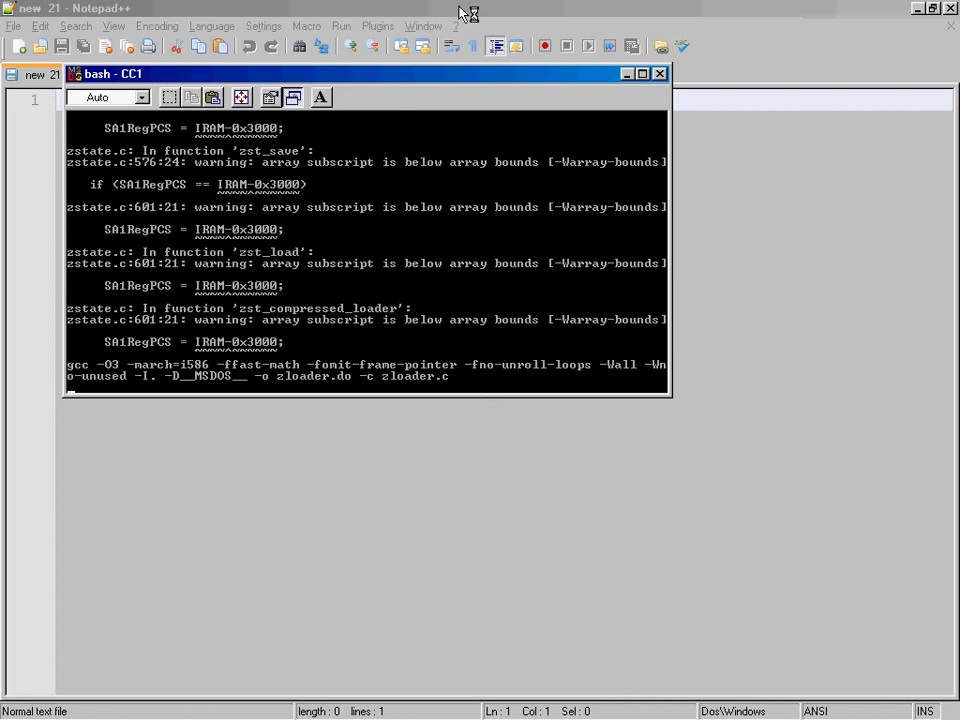 new 21 - Notepad++
File Edit Search View Encoding Language Settings Macro Run Plugins Window ?
X
new 21
bash - CC1
Auto
A
1
SA1RegPCS = IRAM-0x3000;
zstate.c: In function 'zst_save':
zstate.c:576:24: warning: array subscript is below array bounds [-Warray-bounds]
if (SA1RegPCS == IRAM-0x3000)
zstate.c:601:21: warning: array subscript is below array bounds [-Warray-bounds]
SA1RegPCS = IRAM-0x3000;
zstate.c: In function 'zst_load':
zstate.c:601:21: warning: array subscript is below array bounds [-Warray-bounds]
SA1RegPCS = IRAM-0x3000;
zstate.c: In function 'zst_compressed_loader':
zstate.c:601:21: warning: array subscript is below array bounds [-Warray-bounds]
SA1RegPCS = IRAM-0x3000;
gcc -O3 -march=i586 -ffast-math -fomit-frame-pointer -fno-unroll-loops -Wall -Wn
o-unused -I. -D__MSDOS__ -o zloader.do -c zloader.c
Normal text file length : 0 lines : 1 Ln : 1 Col : 1 Sel : 0 Dos\Windows ANSI INS